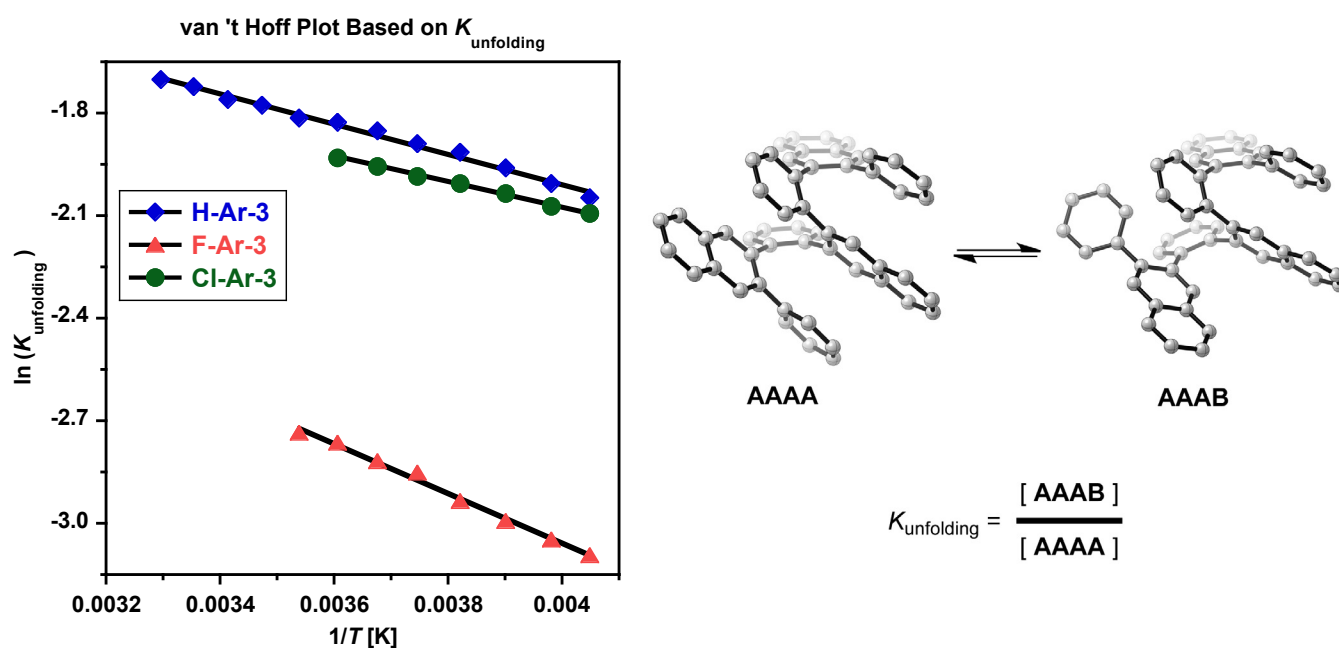 van 't Hoff Plot Based on K unfolding
ln (K unfolding)
-1.8
-2.1
-2.4
-2.7
-3.0
H-Ar-3
F-Ar-3
Cl-Ar-3
0.0032 0.0034 0.0036 0.0038 0.004
1/T [K]
AAAA
AAAB
K unfolding = [ AAAB ]
[ AAAA ]